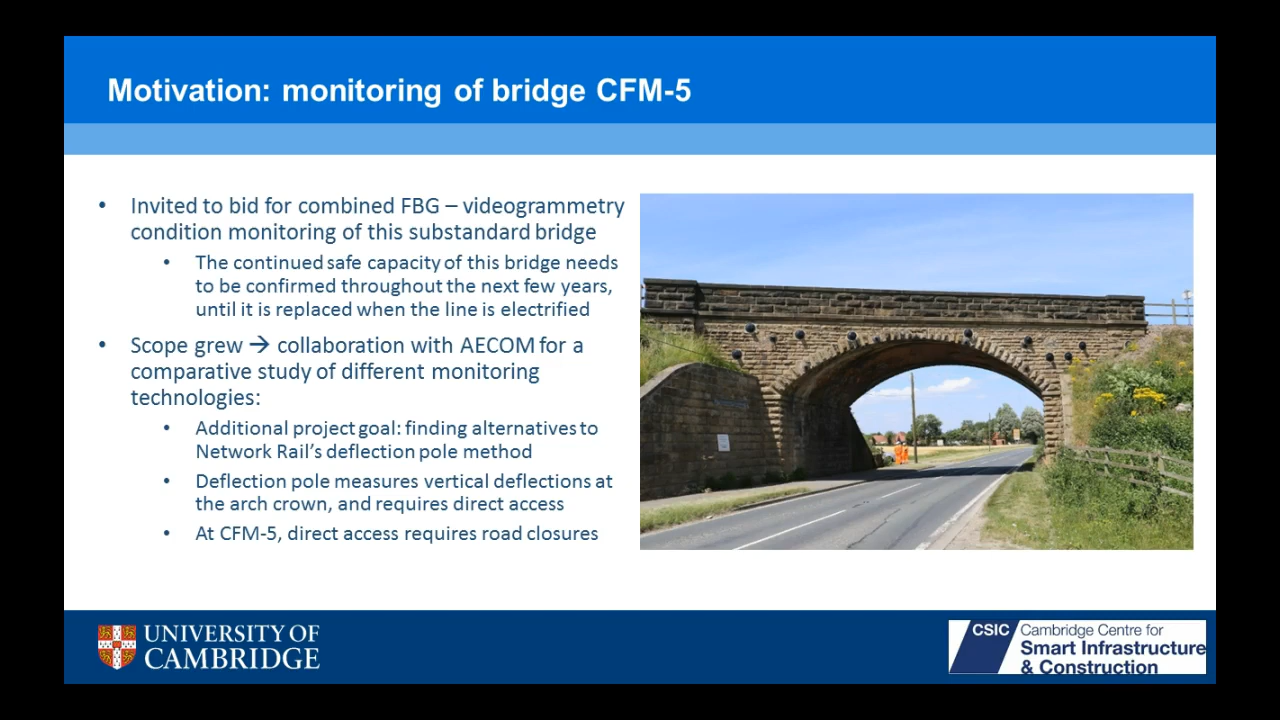 Motivation: monitoring of bridge CFM-5
• Invited to bid for combined FBG – videogrammetry
condition monitoring of this substandard bridge
• The continued safe capacity of this bridge needs
to be confirmed throughout the next few years,
until it is replaced when the line is electrified
• Scope grew → collaboration with AECOM for a
comparative study of different monitoring
technologies:
• Additional project goal: finding alternatives to
Network Rail's deflection pole method
• Deflection pole measures vertical deflections at
the arch crown, and requires direct access
• At CFM-5, direct access requires road closures
UNIVERSITY OF
CAMBRIDGE
CSIC
Cambridge Centre for
Smart Infrastructure
& Construction